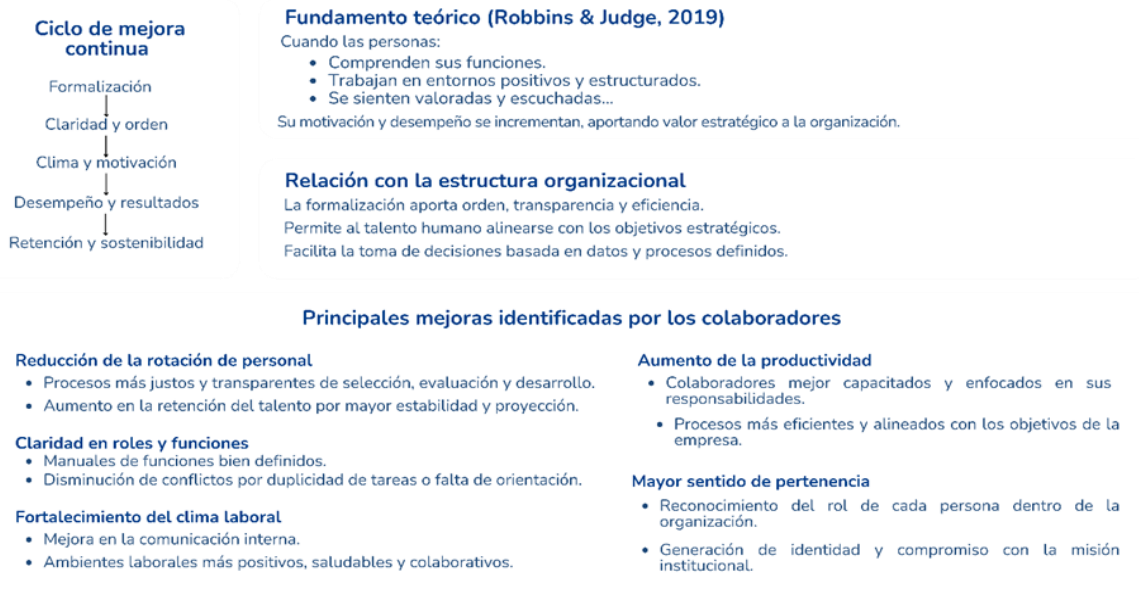 Ciclo de mejora
continua
Formalización
Claridad y orden
Clima y motivación
Desempeño y resultados
Retención y sostenibilidad
Fundamento teórico (Robbins & Judge, 2019)
Cuando las personas:
• Comprenden sus funciones.
• Trabajan en entornos positivos y estructurados.
• Se sienten valoradas y escuchadas...
Su motivación y desempeño se incrementan, aportando valor estratégico a la organización.
Relación con la estructura organizacional
La formalización aporta orden, transparencia y eficiencia.
Permite al talento humano alinearse con los objetivos estratégicos.
Facilita la toma de decisiones basada en datos y procesos definidos.
Principales mejoras identificadas por los colaboradores
Reducción de la rotación de personal
• Procesos más justos y transparentes de selección, evaluación y desarrollo.
• Aumento en la retención del talento por mayor estabilidad y proyección.
Claridad en roles y funciones
• Manuales de funciones bien definidos.
• Disminución de conflictos por duplicidad de tareas o falta de orientación.
Fortalecimiento del clima laboral
• Mejora en la comunicación interna.
• Ambientes laborales más positivos, saludables y colaborativos.
Aumento de la productividad
• Colaboradores mejor capacitados y enfocados en sus
responsabilidades.
• Procesos más eficientes y alineados con los objetivos de la
empresa.
Mayor sentido de pertenencia
• Reconocimiento del rol de cada persona dentro de la
organización.
• Generación de identidad y compromiso con la misión
institucional.